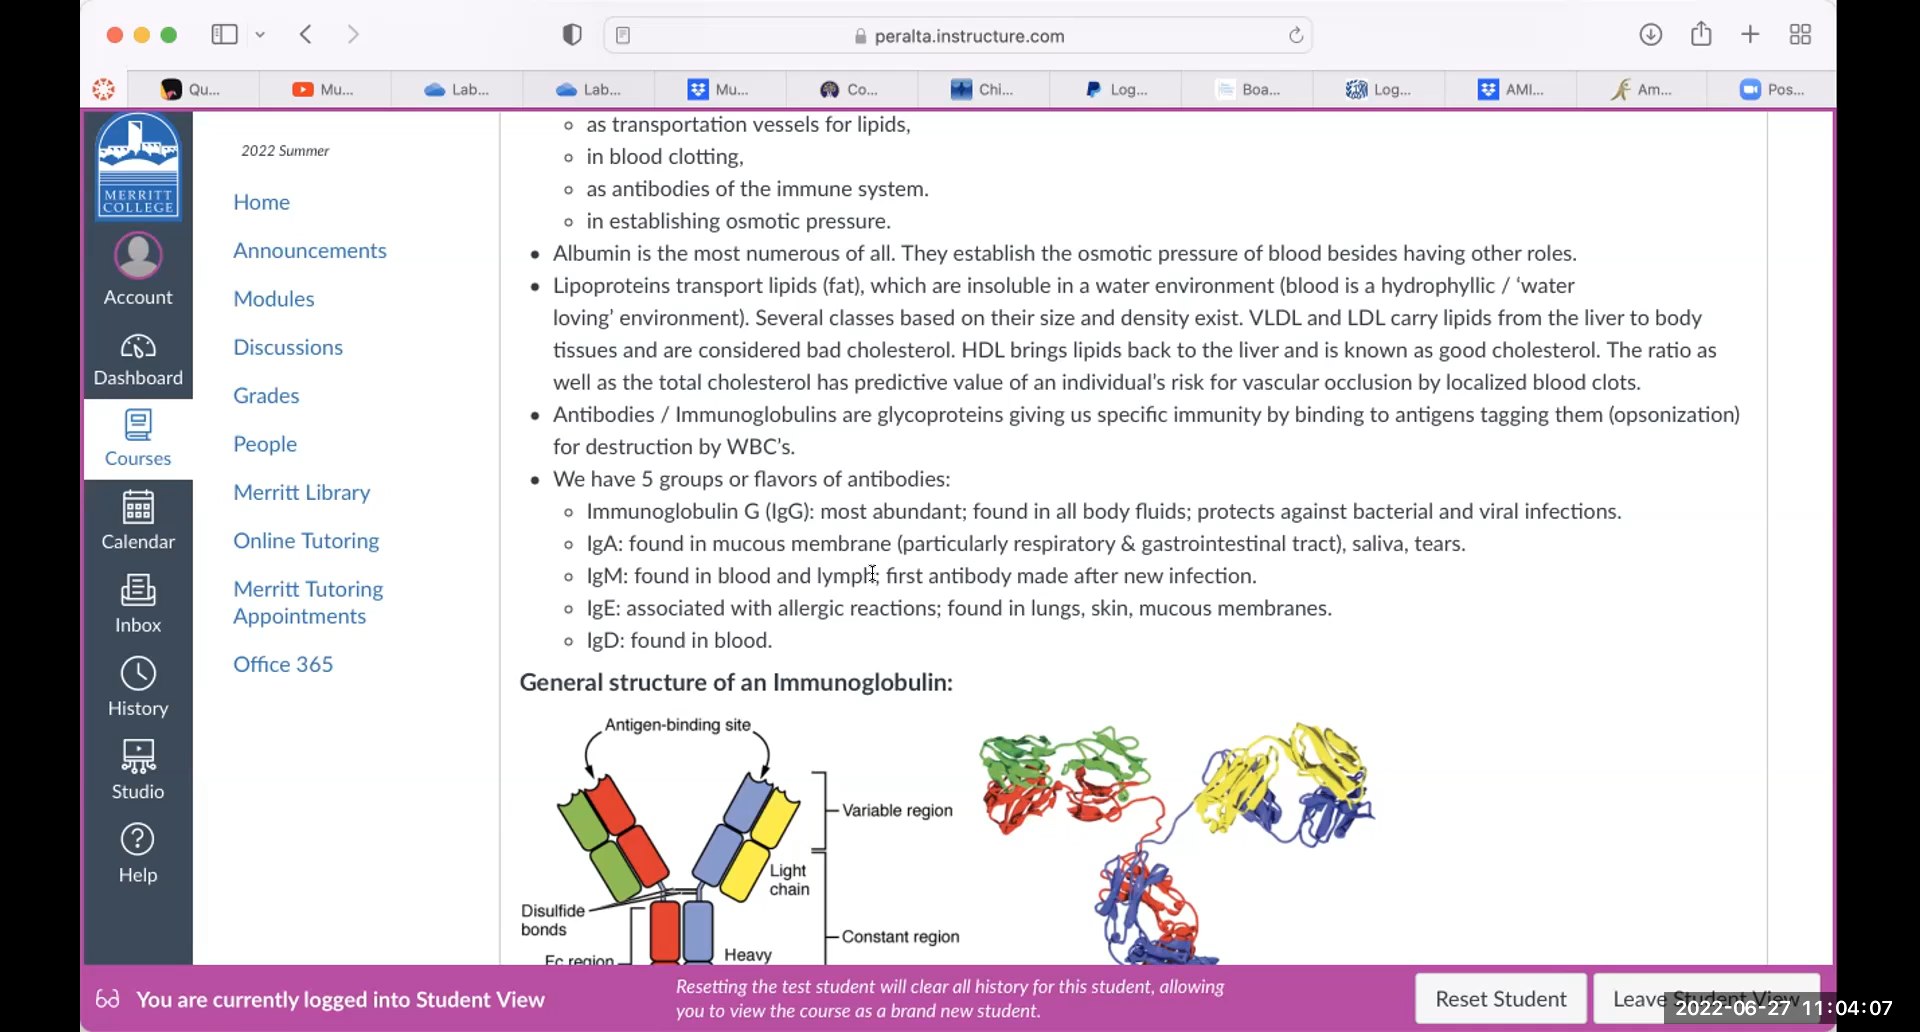 peralta.instructure.com
Qu...
Mu...
Lab...
Lab...
Mu...
Co...
Chi...
Log...
Boa...
Log...
AMI...
Am...
Pos...
MERRITT
COLLEGE
Account
Dashboard
Courses
Calendar
Inbox
History
Studio
Help
2022 Summer
Home
Announcements
Modules
Discussions
Grades
People
Merritt Library
Online Tutoring
Merritt Tutoring
Appointments
Office 365
as transportation vessels for lipids,
in blood clotting,
as antibodies of the immune system.
in establishing osmotic pressure.
Albumin is the most numerous of all. They establish the osmotic pressure of blood besides having other roles.
Lipoproteins transport lipids (fat), which are insoluble in a water environment (blood is a hydrophyllic / ‘water
loving’ environment). Several classes based on their size and density exist. VLDL and LDL carry lipids from the liver to body
tissues and are considered bad cholesterol. HDL brings lipids back to the liver and is known as good cholesterol. The ratio as
well as the total cholesterol has predictive value of an individual’s risk for vascular occlusion by localized blood clots.
Antibodies / Immunoglobulins are glycoproteins giving us specific immunity by binding to antigens tagging them (opsonization)
for destruction by WBC’s.
We have 5 groups or flavors of antibodies:
Immunoglobulin G (IgG): most abundant; found in all body fluids; protects against bacterial and viral infections.
IgA: found in mucous membrane (particularly respiratory & gastrointestinal tract), saliva, tears.
IgM: found in blood and lymph; first antibody made after new infection.
IgE: associated with allergic reactions; found in lungs, skin, mucous membranes.
IgD: found in blood.
General structure of an Immunoglobulin:
Antigen-binding site
Variable region
Light
chain
Disulfide
bonds
Constant region
Heavy
Fc region
You are currently logged into Student View
Resetting the test student will clear all history for this student, allowing
you to view the course as a brand new student.
Reset Student
Leave Student View
2022-06-27 11:04:07